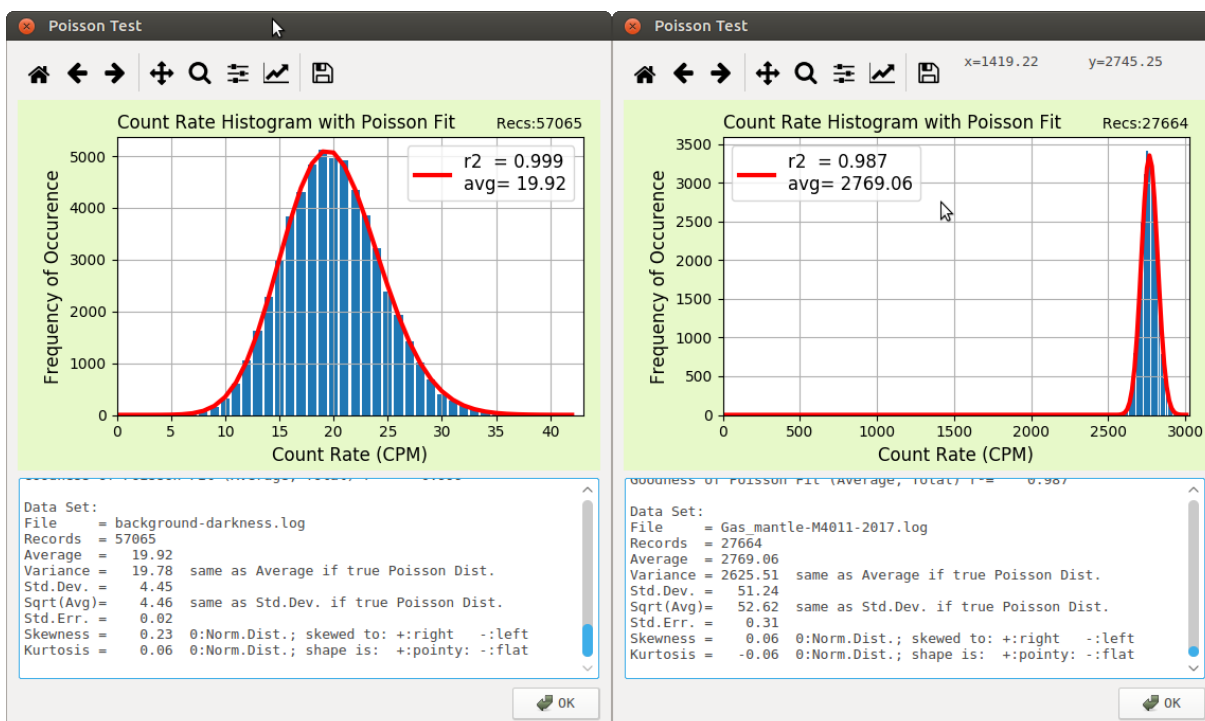 Poisson Test
Count Rate Histogram with Poisson Fit
Recs:57065
r2 = 0.999
avg= 19.92
Frequency of Occurence
5000
4000
3000
2000
1000
0
0 5 10 15 20 25 30 35 40
Count Rate (CPM)
Data Set:
File = background-darkness.log
Records = 57065
Average = 19.92
Variance = 19.78 same as Average if true Poisson Dist.
Std.Dev. = 4.45
Sqrt(Avg)= 4.46 same as Std.Dev. if true Poisson Dist.
Std.Err. = 0.02
Skewness = 0.23 0:Norm.Dist.; skewed to: +:right -:left
Kurtosis = 0.06 0:Norm.Dist.; shape is: +:pointy: -:flat
OK
Poisson Test
x=1419.22 y=2745.25
Count Rate Histogram with Poisson Fit
Recs:27664
r2 = 0.987
avg= 2769.06
Frequency of Occurence
3500
3000
2500
2000
1500
1000
500
0
0 500 1000 1500 2000 2500 3000
Count Rate (CPM)
Goodness of Poisson Fit (Average, Total) r²= 0.987
Data Set:
File = Gas_mantle-M4011-2017.log
Records = 27664
Average = 2769.06
Variance = 2625.51 same as Average if true Poisson Dist.
Std.Dev. = 51.24
Sqrt(Avg)= 52.62 same as Std.Dev. if true Poisson Dist.
Std.Err. = 0.31
Skewness = 0.06 0:Norm.Dist.; skewed to: +:right -:left
Kurtosis = -0.06 0:Norm.Dist.; shape is: +:pointy: -:flat
OK